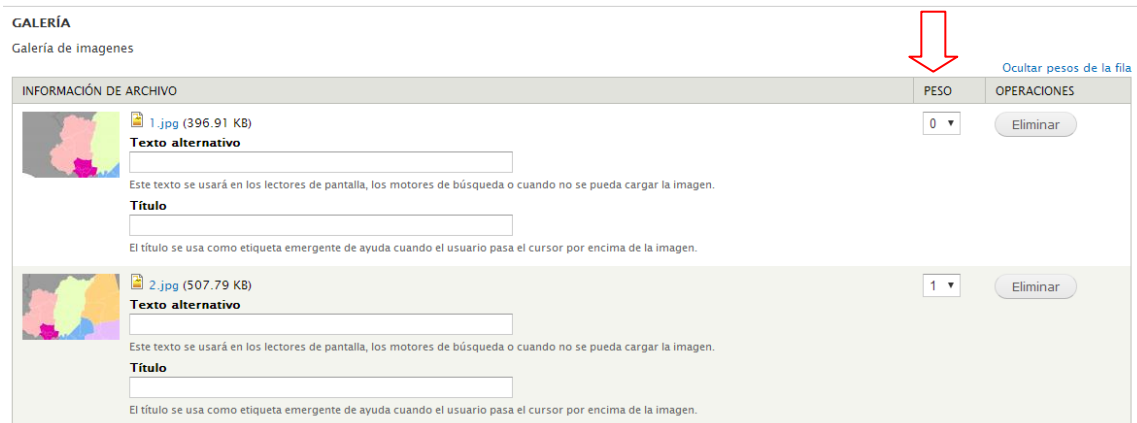 GALERÍA
Galería de imagenes
Ocultar pesos de la fila
INFORMACIÓN DE ARCHIVO PESO OPERACIONES
1.jpg (396.91 KB) 0 Eliminar
Texto alternativo
Este texto se usará en los lectores de pantalla, los motores de búsqueda o cuando no se pueda cargar la imagen.
Título
El título se usa como etiqueta emergente de ayuda cuando el usuario pasa el cursor por encima de la imagen.
2.jpg (507.79 KB) 1 Eliminar
Texto alternativo
Este texto se usará en los lectores de pantalla, los motores de búsqueda o cuando no se pueda cargar la imagen.
Título
El título se usa como etiqueta emergente de ayuda cuando el usuario pasa el cursor por encima de la imagen.